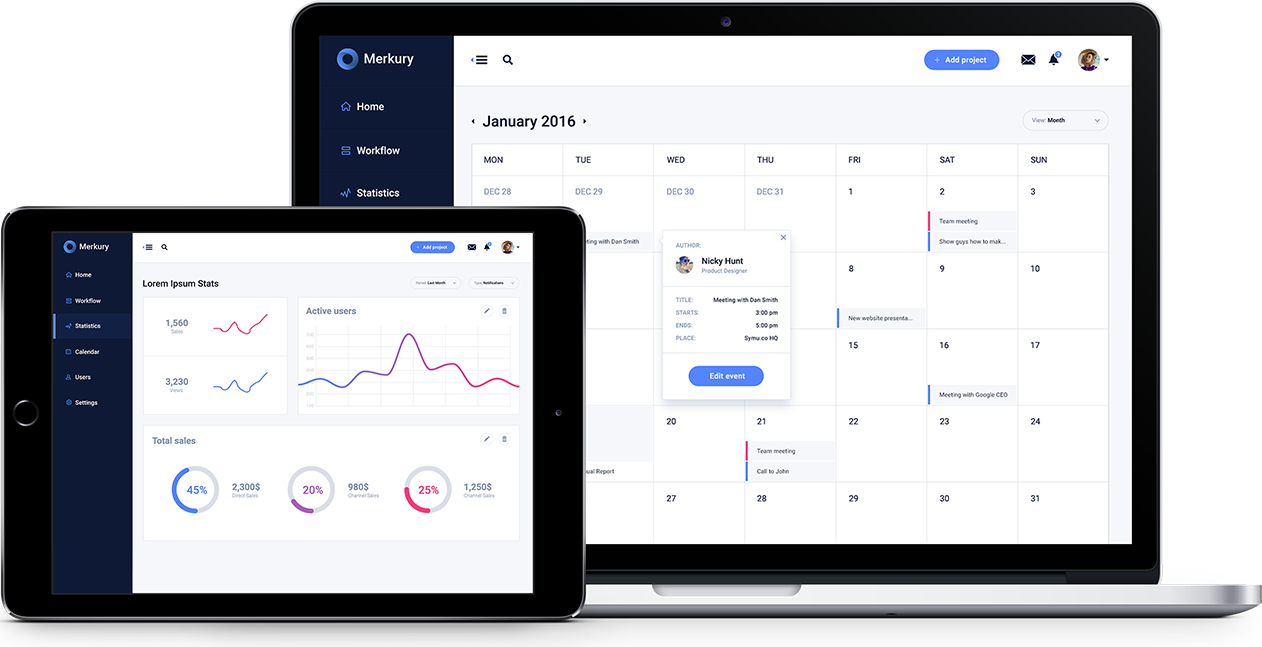 Merkury
Add project
3
Home
January 2016
View: Month
Workflow
MON TUE WED THU FRI SAT SUN
Statistics
DEC 28 DEC 29 DEC 30 DEC 31 1 2 3
Team meeting
ting with Dan Smith
Show guys how to mak...
AUTHOR:
Nicky Hunt
Product Designer
8 9 10
TITLE: Meeting with Dan Smith
STARTS: 3:00 pm
ENDS: 5:00 pm
PLACE: Symu.co HQ
New website presenta...
15 16 17
Edit event
Meeting with Google CEO
20 21 22 23 24
Team meeting
ual Report
Call to John
27 28 29 30 31
Merkury
Add project
Home
Lorem Ipsum Stats
Period: Last Month
Type: Notifications
Workflow
Statistics
Calendar
Users
Settings
1,560
Sales
3,230
Views
Active users
Total sales
45%
2,300$
Direct Sales
20%
980$
Channel Sales
25%
1,250$
Channel Sales